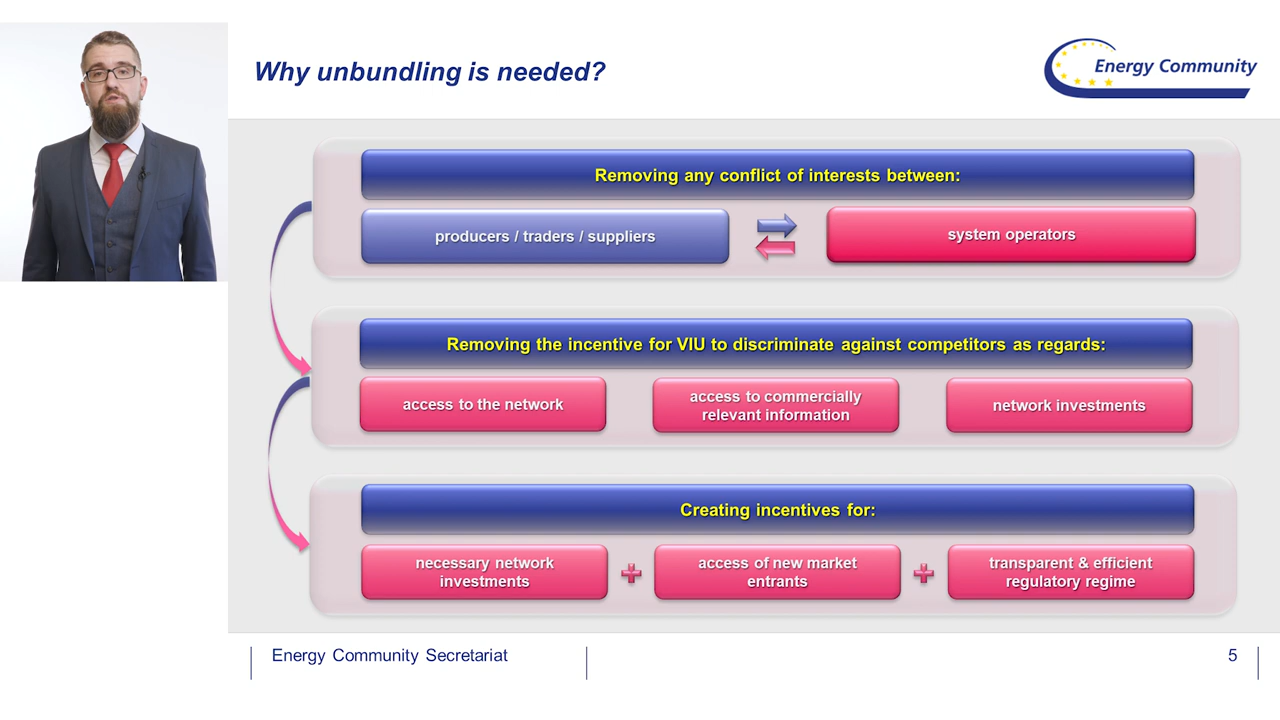 Why unbundling is needed?
Energy Community
Removing any conflict of interests between:
producers / traders / suppliers
system operators
Removing the incentive for VIU to discriminate against competitors as regards:
access to the network
access to commercially
relevant information
network investments
Creating incentives for:
necessary network
investments
access of new market
entrants
transparent & efficient
regulatory regime
Energy Community Secretariat
5